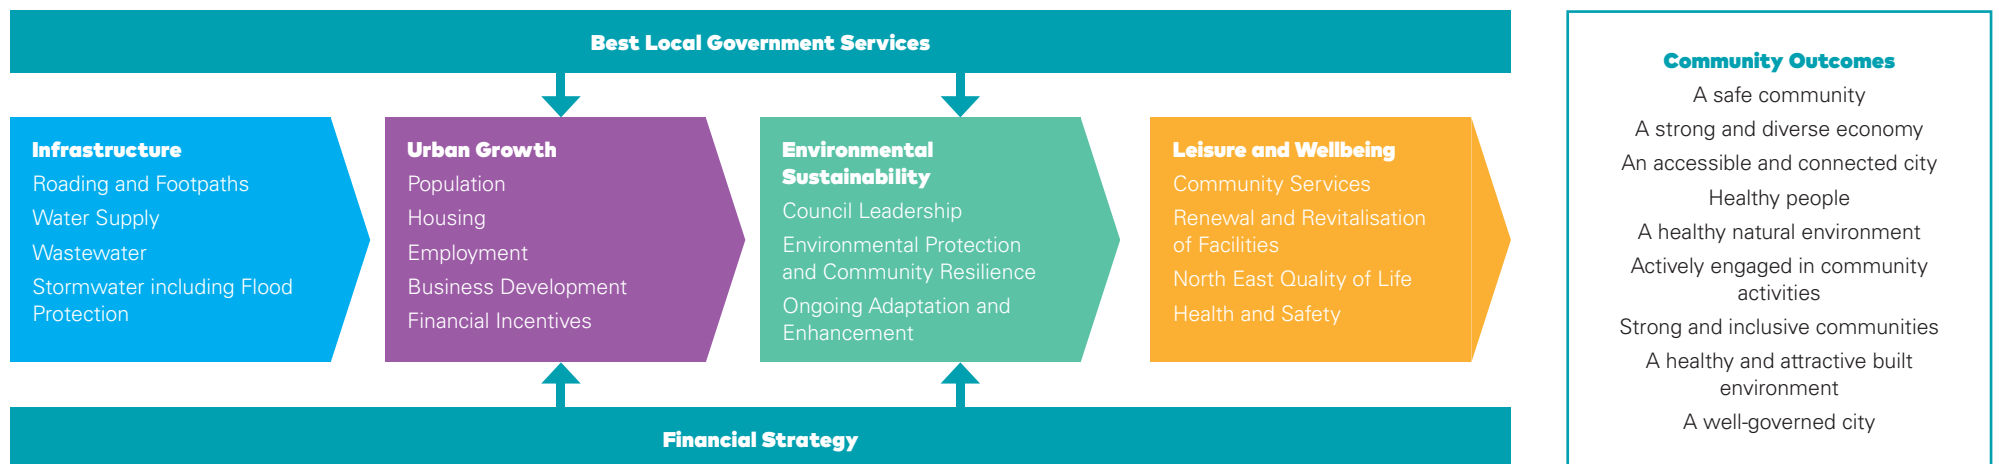 Best Local Government Services
Infrastructure
Roading and Footpaths
Water Supply
Wastewater
Stormwater including Flood
Protection
Urban Growth
Population
Housing
Employment
Business Development
Financial Incentives
Environmental
Sustainability
Council Leadership
Environmental Protection
and Community Resilience
Ongoing Adaptation and
Enhancement
Leisure and Wellbeing
Community Services
Renewal and Revitalisation
of Facilities
North East Quality of Life
Health and Safety
Financial Strategy
Community Outcomes
A safe community
A strong and diverse economy
An accessible and connected city
Healthy people
A healthy natural environment
Actively engaged in community
activities
Strong and inclusive communities
A healthy and attractive built
environment
A well-governed city